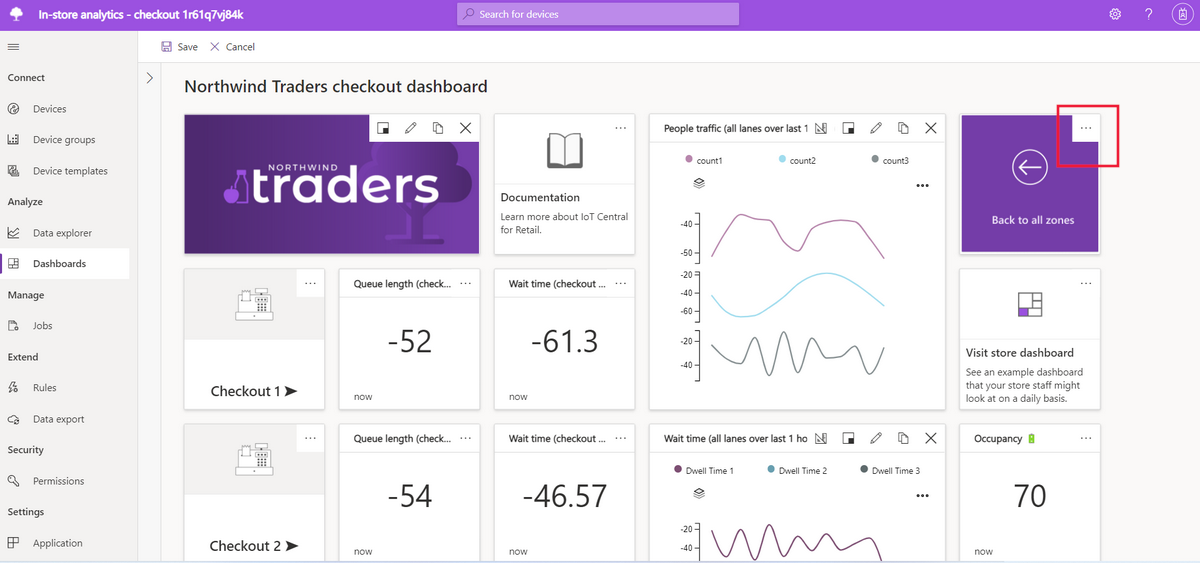 In-store analytics - checkout 1r61q7vj84k
Search for devices
?
Save
Cancel
Connect
Devices
Device groups
Device templates
Analyze
Data explorer
Dashboards
Manage
Jobs
Extend
Rules
Data export
Security
Permissions
Settings
Application
Northwind Traders checkout dashboard
NORTHWIND
traders
Documentation
Learn more about IoT Central
for Retail.
People traffic (all lanes over last 1
count1
count2
count3
-40
-50
-20
-40
-60
-20
-40
Back to all zones
Checkout 1 ➤
Queue length (check...
-52
now
Wait time (checkout ...
-61.3
now
Visit store dashboard
See an example dashboard
that your store staff might
look at on a daily basis.
Checkout 2 ➤
Queue length (check...
-54
now
Wait time (checkout ...
-46.57
now
Wait time (all lanes over last 1 ho
Dwell Time 1
Dwell Time 2
Dwell Time 3
-20
-40
Occupancy
70
now